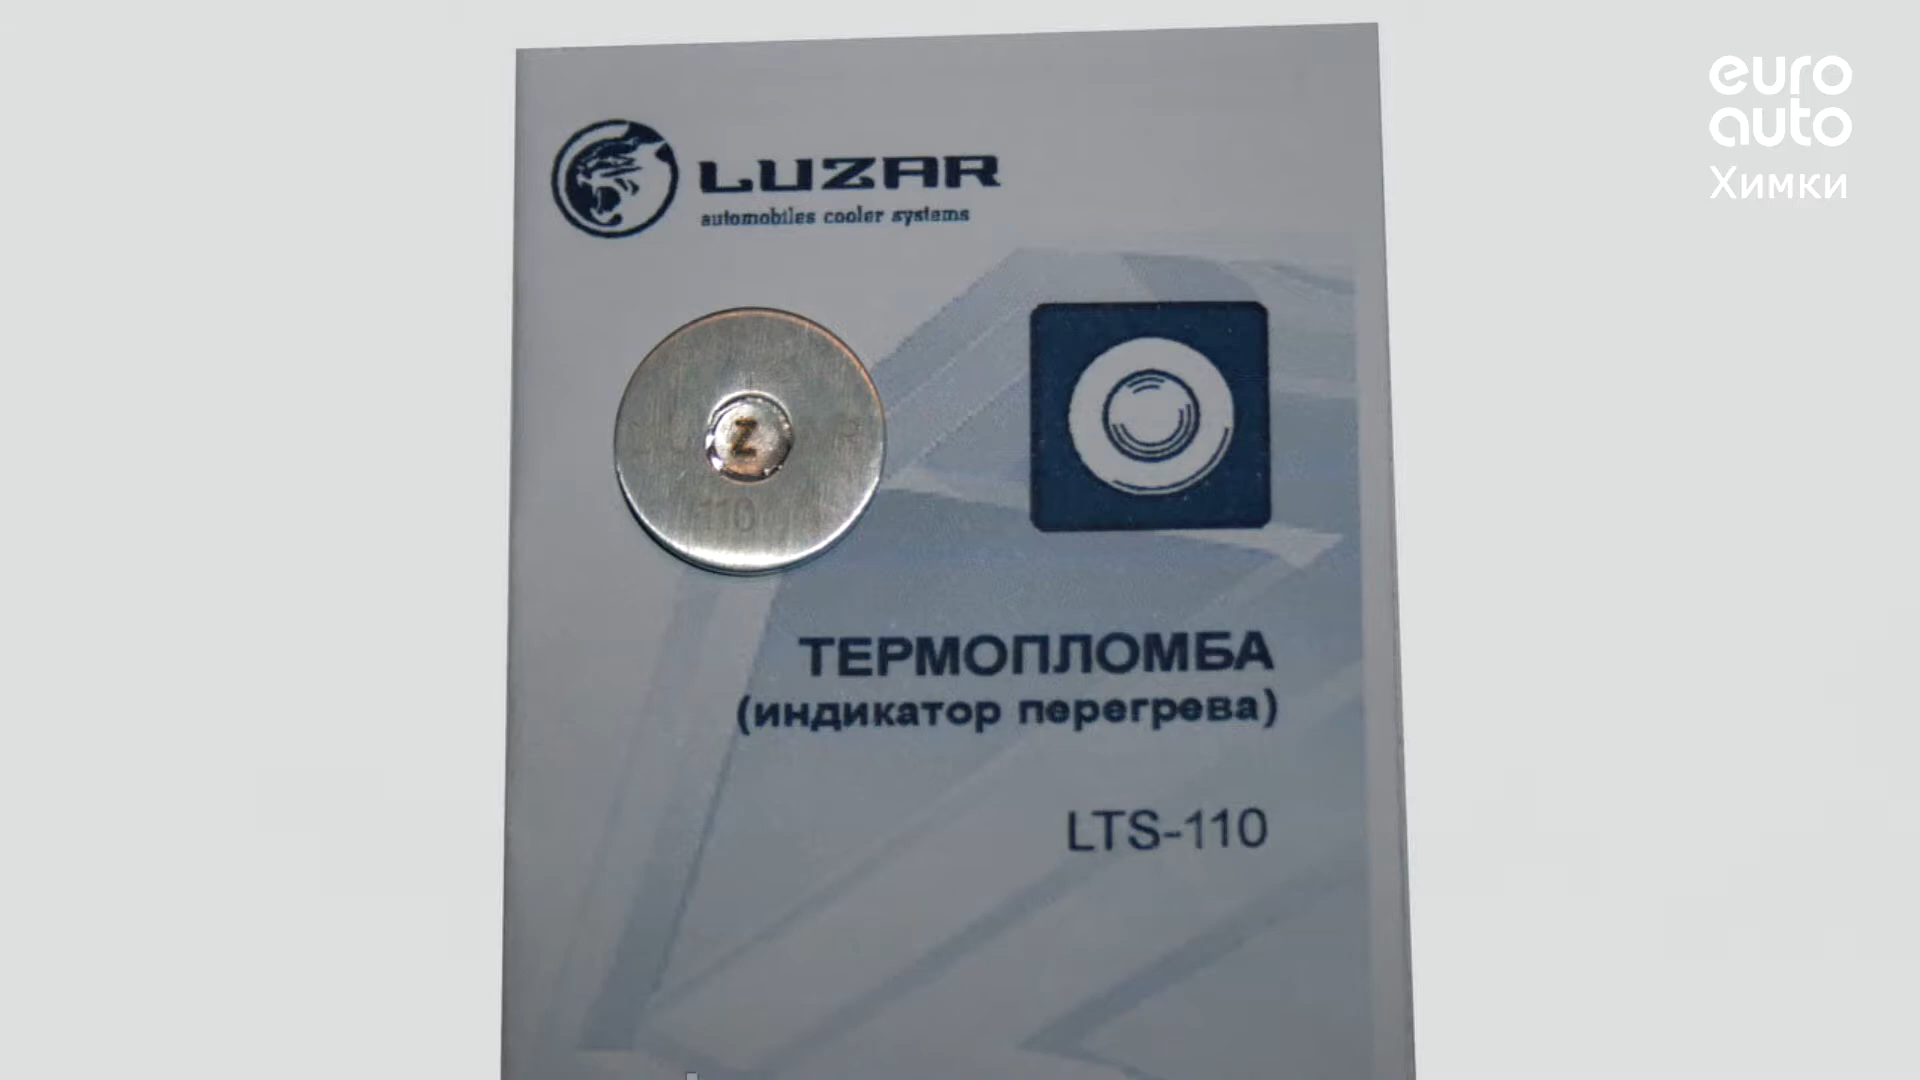 euro
auto
Химки
LUZAR
automobiles cooler systems
Z
110
ТЕРМОПЛОМБА
(индикатор перегрева)
LTS-110